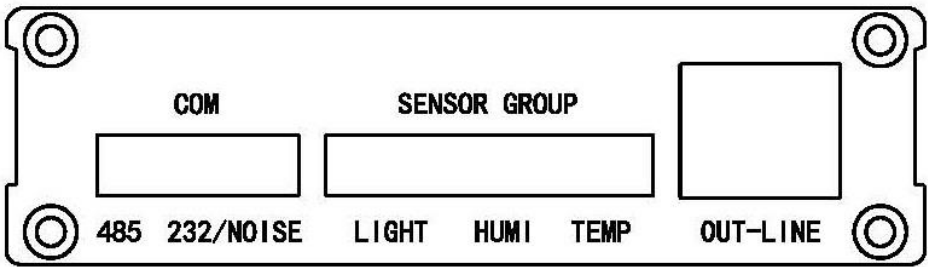 COM SENSOR GROUP
485 232/NOISE LIGHT HUMI TEMP OUT-LINE